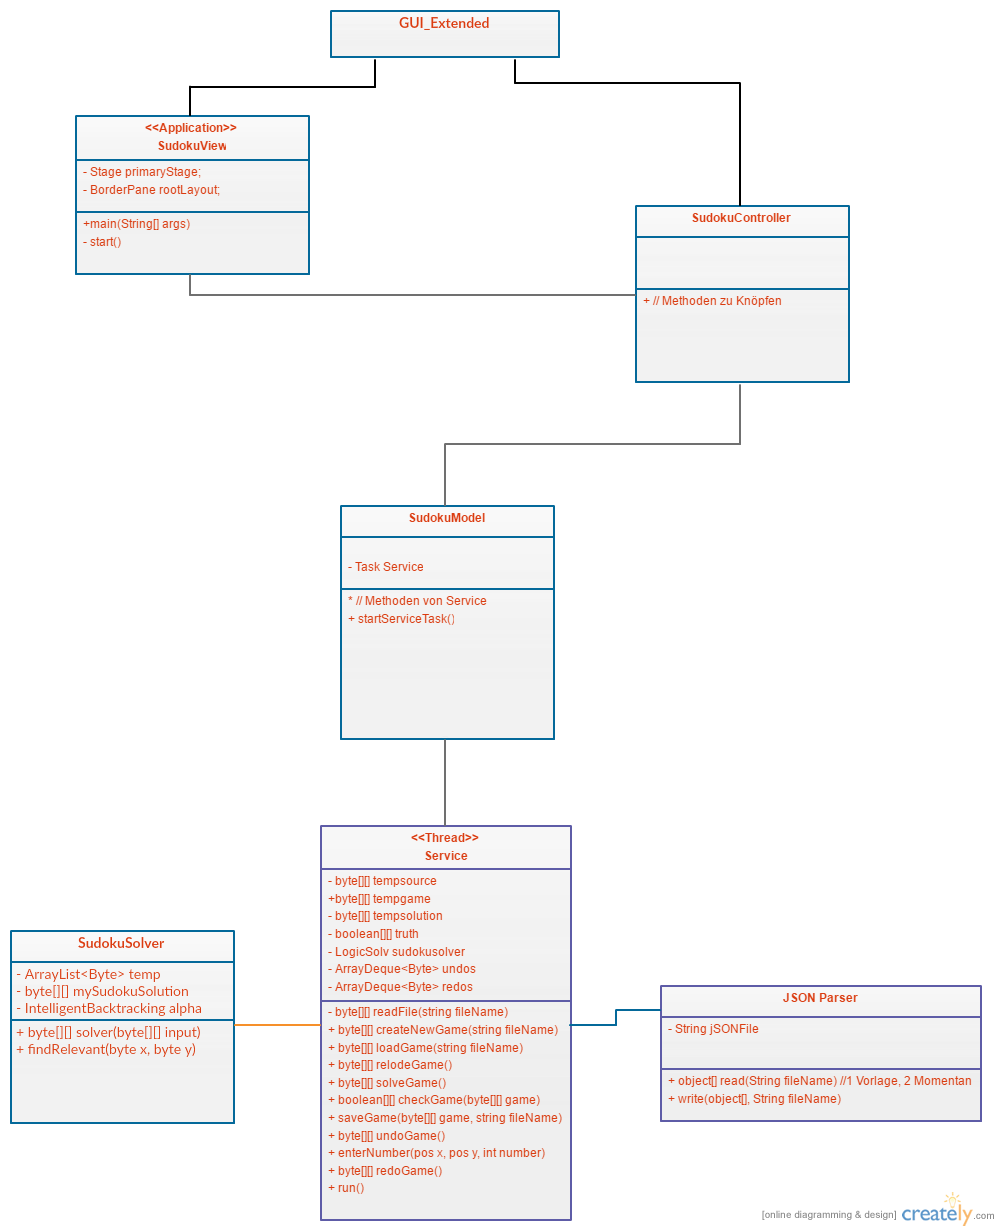 GUI_Extended
<<Application>>
SudokuView
- Stage primaryStage;
- BorderPane rootLayout;
+main(String[] args)
- start()
SudokuController
+ // Methoden zu Knöpfen
SudokuModel
- Task Service
* // Methoden von Service
+ startServiceTask()
<<Thread>>
Service
- byte[][] tempsource
+byte[][] tempgame
- byte[][] tempsolution
- boolean[][] truth
- LogicSolv sudokusolver
- ArrayDeque<Byte> undos
- ArrayDeque<Byte> redos
- byte[][] readFile(string fileName)
+ byte[][] createNewGame(string fileName)
+ byte[][] loadGame(string fileName)
+ byte[][] relodeGame()
+ byte[][] solveGame()
+ boolean[][] checkGame(byte[][] game)
+ saveGame(byte[][] game, string fileName)
+ byte[][] undoGame()
+ enterNumber(pos x, pos y, int number)
+ byte[][] redoGame()
+ run()
SudokuSolver
- ArrayList<Byte> temp
- byte[][] mySudokuSolution
- IntelligentBacktracking alpha
+ byte[][] solver(byte[][] input)
+ findRelevant(byte x, byte y)
JSON Parser
- String jSONFile
+ object[] read(String fileName) //1 Vorlage, 2 Momentan
+ write(object[], String fileName)
[online diagramming & design] creately.com